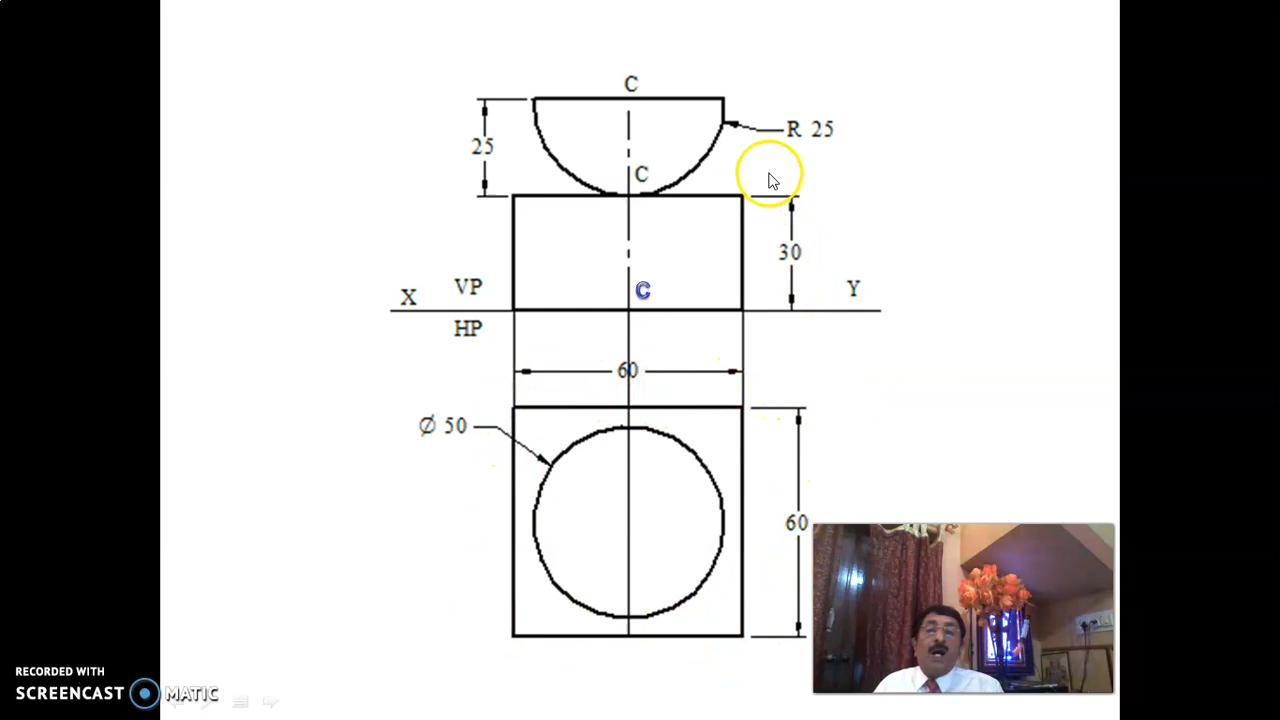 C
25
R 25
C
30
X
VP
C
Y
HP
60
Ø 50
60
RECORDED WITH
SCREENCAST MATIC